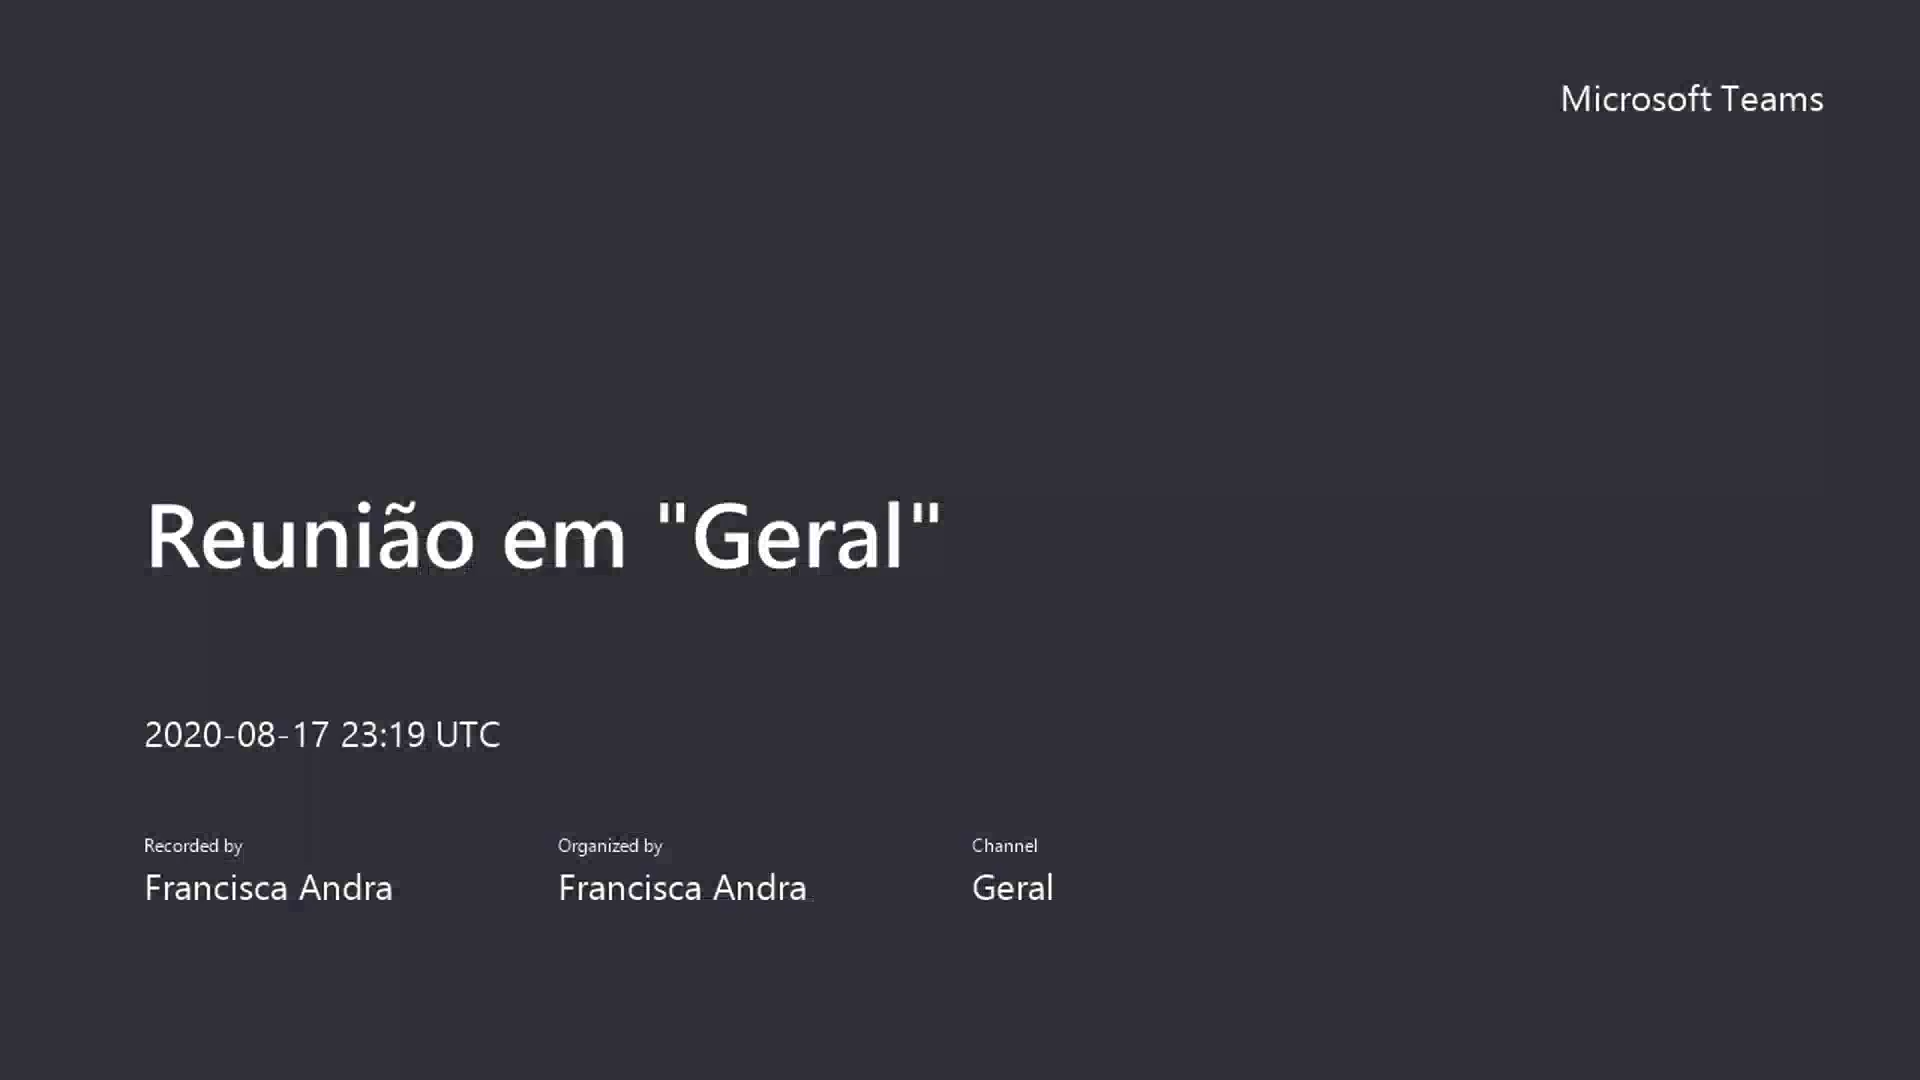 Microsoft Teams
Reunião em "Geral"
2020-08-17 23:19 UTC
Recorded by
Francisca Andra
Organized by
Francisca Andra
Channel
Geral